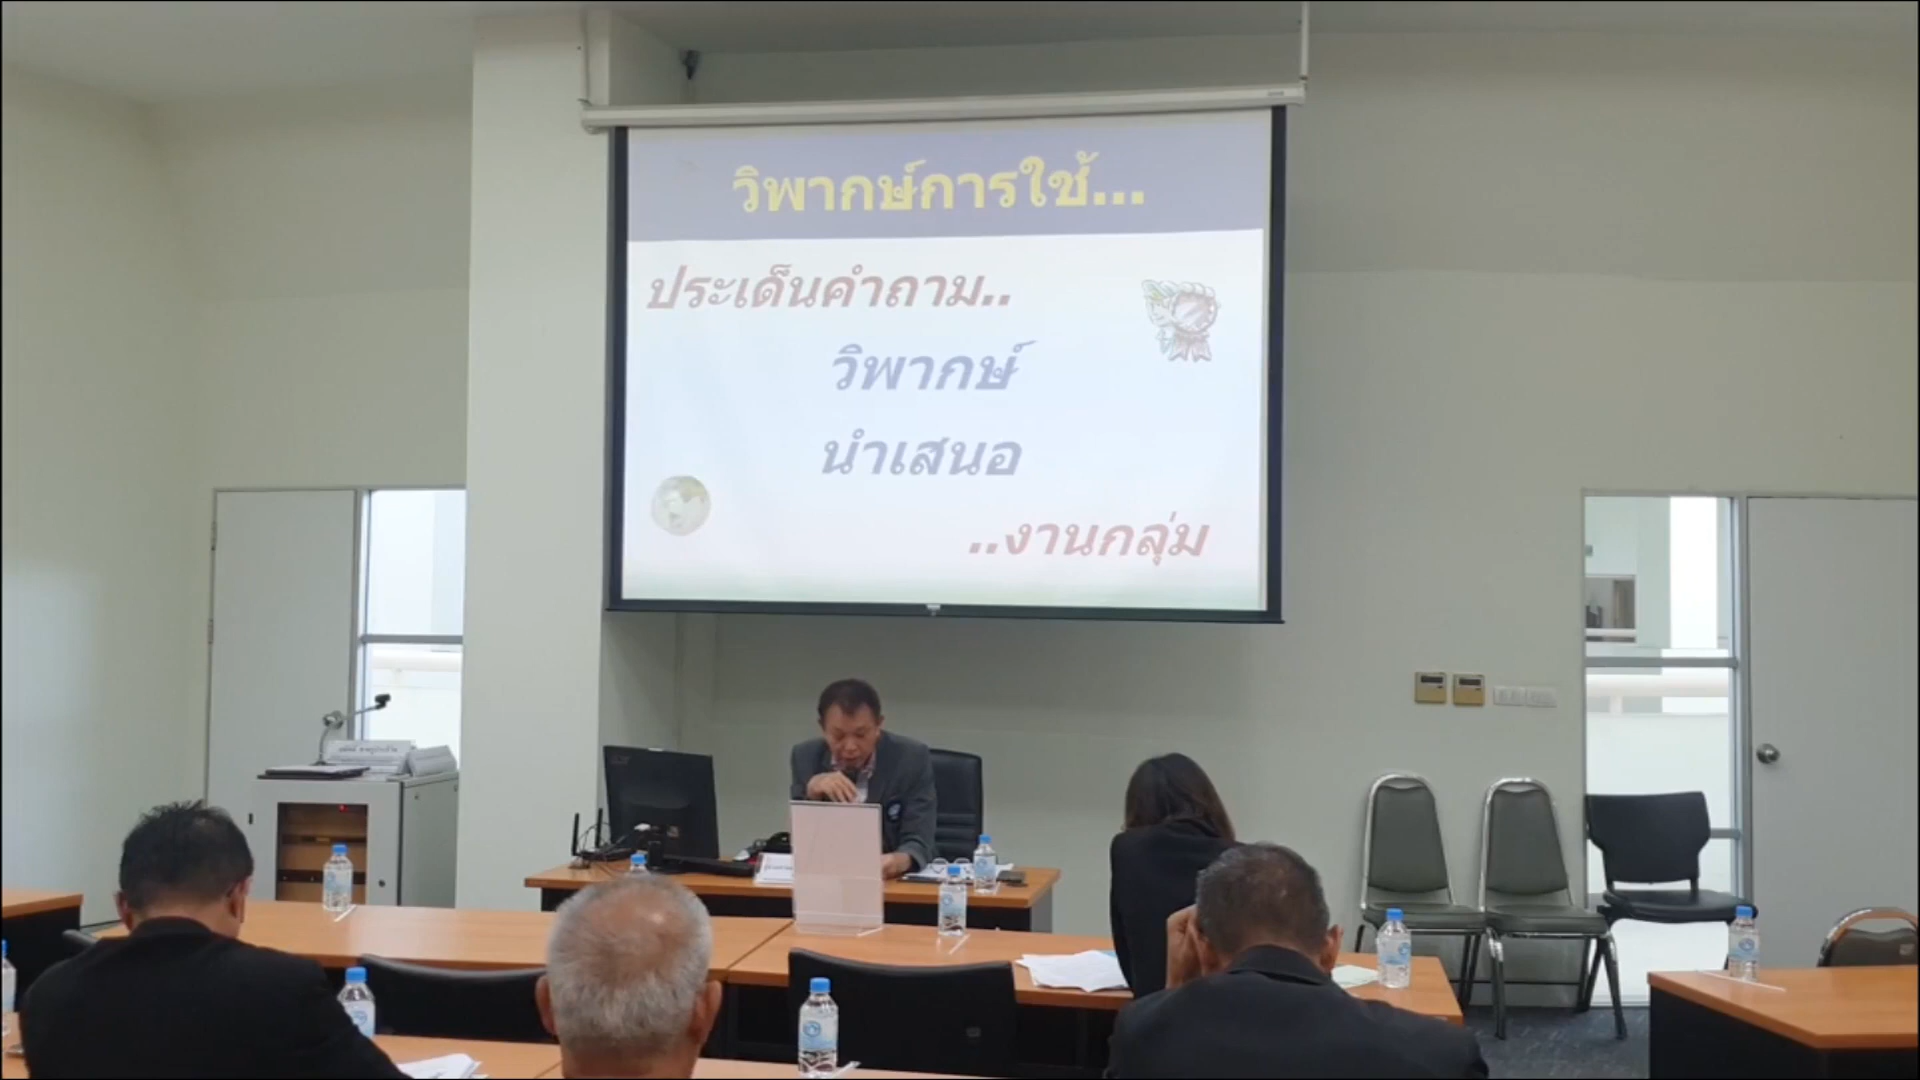 วิพากษ์การใช้...
ประเด็นคำถาม..
วิพากษ์
นำเสนอ
..งานกลุ่ม